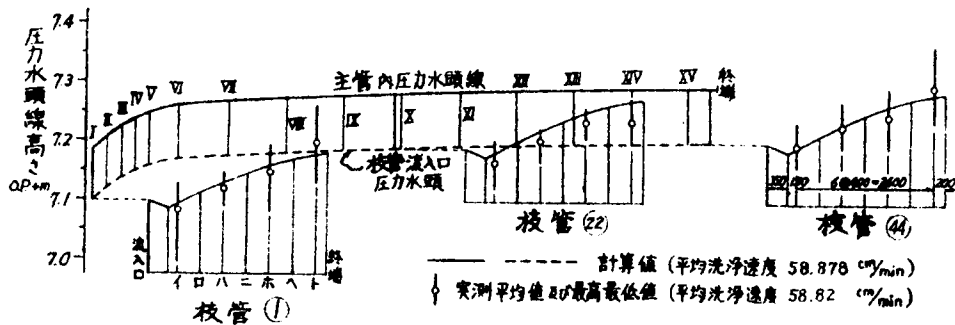 7.4
7.3
7.2
7.1
7.0
圧力水頭線高さ
O.P+m
主管内圧力水頭線
終端
I II III IV V VI VII VIII IX X XI XII XIII XIV XV
枝管流入口
圧力水頭
流入口
イ ロ ハ ニ ホ ヘ ト
終端
枝管 ①
枝管 ㉒
枝管 ㊹
200
計算値 (平均洗浄速度 58.878 cm/min)
実測平均値及び最高最低値 (平均洗浄速度 58.82 cm/min)